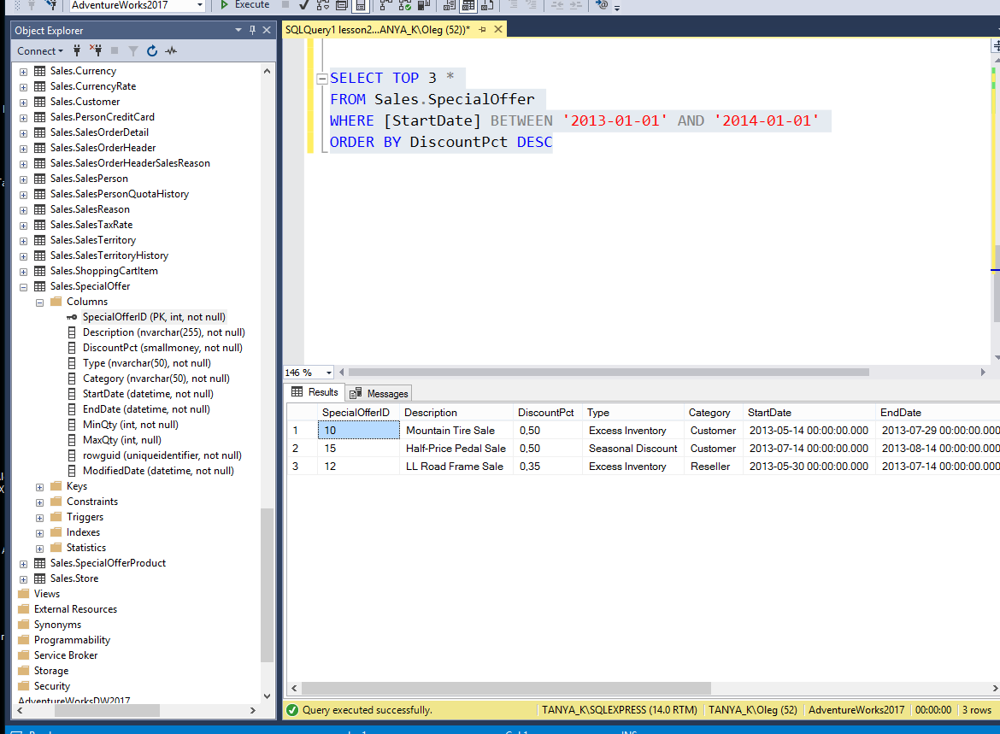 AdventureWorks2017 Execute
Object Explorer
Connect
Sales.Currency
Sales.CurrencyRate
Sales.Customer
Sales.PersonCreditCard
Sales.SalesOrderDetail
Sales.SalesOrderHeader
Sales.SalesOrderHeaderSalesReason
Sales.SalesPerson
Sales.SalesPersonQuotaHistory
Sales.SalesReason
Sales.SalesTaxRate
Sales.SalesTerritory
Sales.SalesTerritoryHistory
Sales.ShoppingCartItem
Sales.SpecialOffer
Columns
SpecialOfferID (PK, int, not null)
Description (nvarchar(255), not null)
DiscountPct (smallmoney, not null)
Type (nvarchar(50), not null)
Category (nvarchar(50), not null)
StartDate (datetime, not null)
EndDate (datetime, not null)
MinQty (int, not null)
MaxQty (int, null)
rowguid (uniqueidentifier, not null)
ModifiedDate (datetime, not null)
Keys
Constraints
Triggers
Indexes
Statistics
Sales.SpecialOfferProduct
Sales.Store
Views
External Resources
Synonyms
Programmability
Service Broker
Storage
Security
AdventureWorksDW2017
SQLQuery1 lesson2...ANYA_K\Oleg (52))*
SELECT TOP 3 *
FROM Sales.SpecialOffer
WHERE [StartDate] BETWEEN '2013-01-01' AND '2014-01-01'
ORDER BY DiscountPct DESC
146 %
Results Messages
SpecialOfferID Description DiscountPct Type Category StartDate EndDate
1 10 Mountain Tire Sale 0,50 Excess Inventory Customer 2013-05-14 00:00:00.000 2013-07-29 00:00:00.000
2 15 Half-Price Pedal Sale 0,50 Seasonal Discount Customer 2013-07-14 00:00:00.000 2013-08-14 00:00:00.000
3 12 LL Road Frame Sale 0,35 Excess Inventory Reseller 2013-05-30 00:00:00.000 2013-07-14 00:00:00.000
Query executed successfully. TANYA_K\SQLEXPRESS (14.0 RTM) TANYA_K\Oleg (52) AdventureWorks2017 00:00:00 3 rows